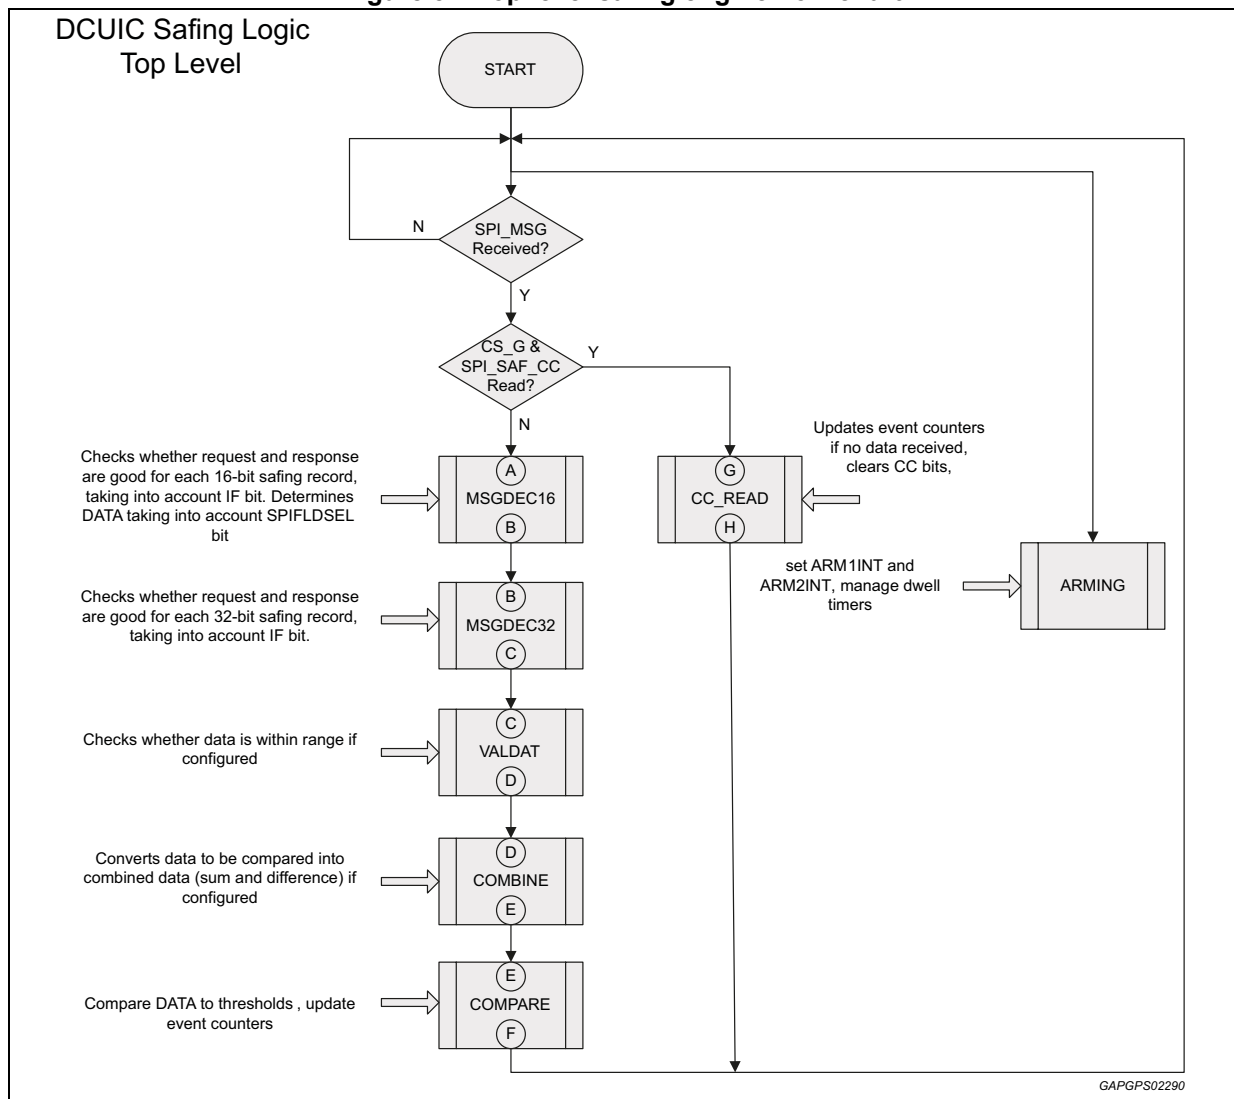 DCUIC Safing Logic
Top Level
START
N
SPI_MSG
Received?
Y
CS_G &
SPI_SAF_CC
Read?
Y
N
Checks whether request and response
are good for each 16-bit safing record,
taking into account IF bit. Determines
DATA taking into account SPIFLDSEL
bit
A
MSGDEC16
B
Updates event counters
if no data received,
clears CC bits,
G
CC_READ
H
set ARM1INT and
ARM2INT, manage dwell
timers
ARMING
Checks whether request and response
are good for each 32-bit safing record,
taking into account IF bit.
B
MSGDEC32
C
Checks whether data is within range if
configured
C
VALDAT
D
Converts data to be compared into
combined data (sum and difference) if
configured
D
COMBINE
E
Compare DATA to thresholds , update
event counters
E
COMPARE
F
GAPGPS02290